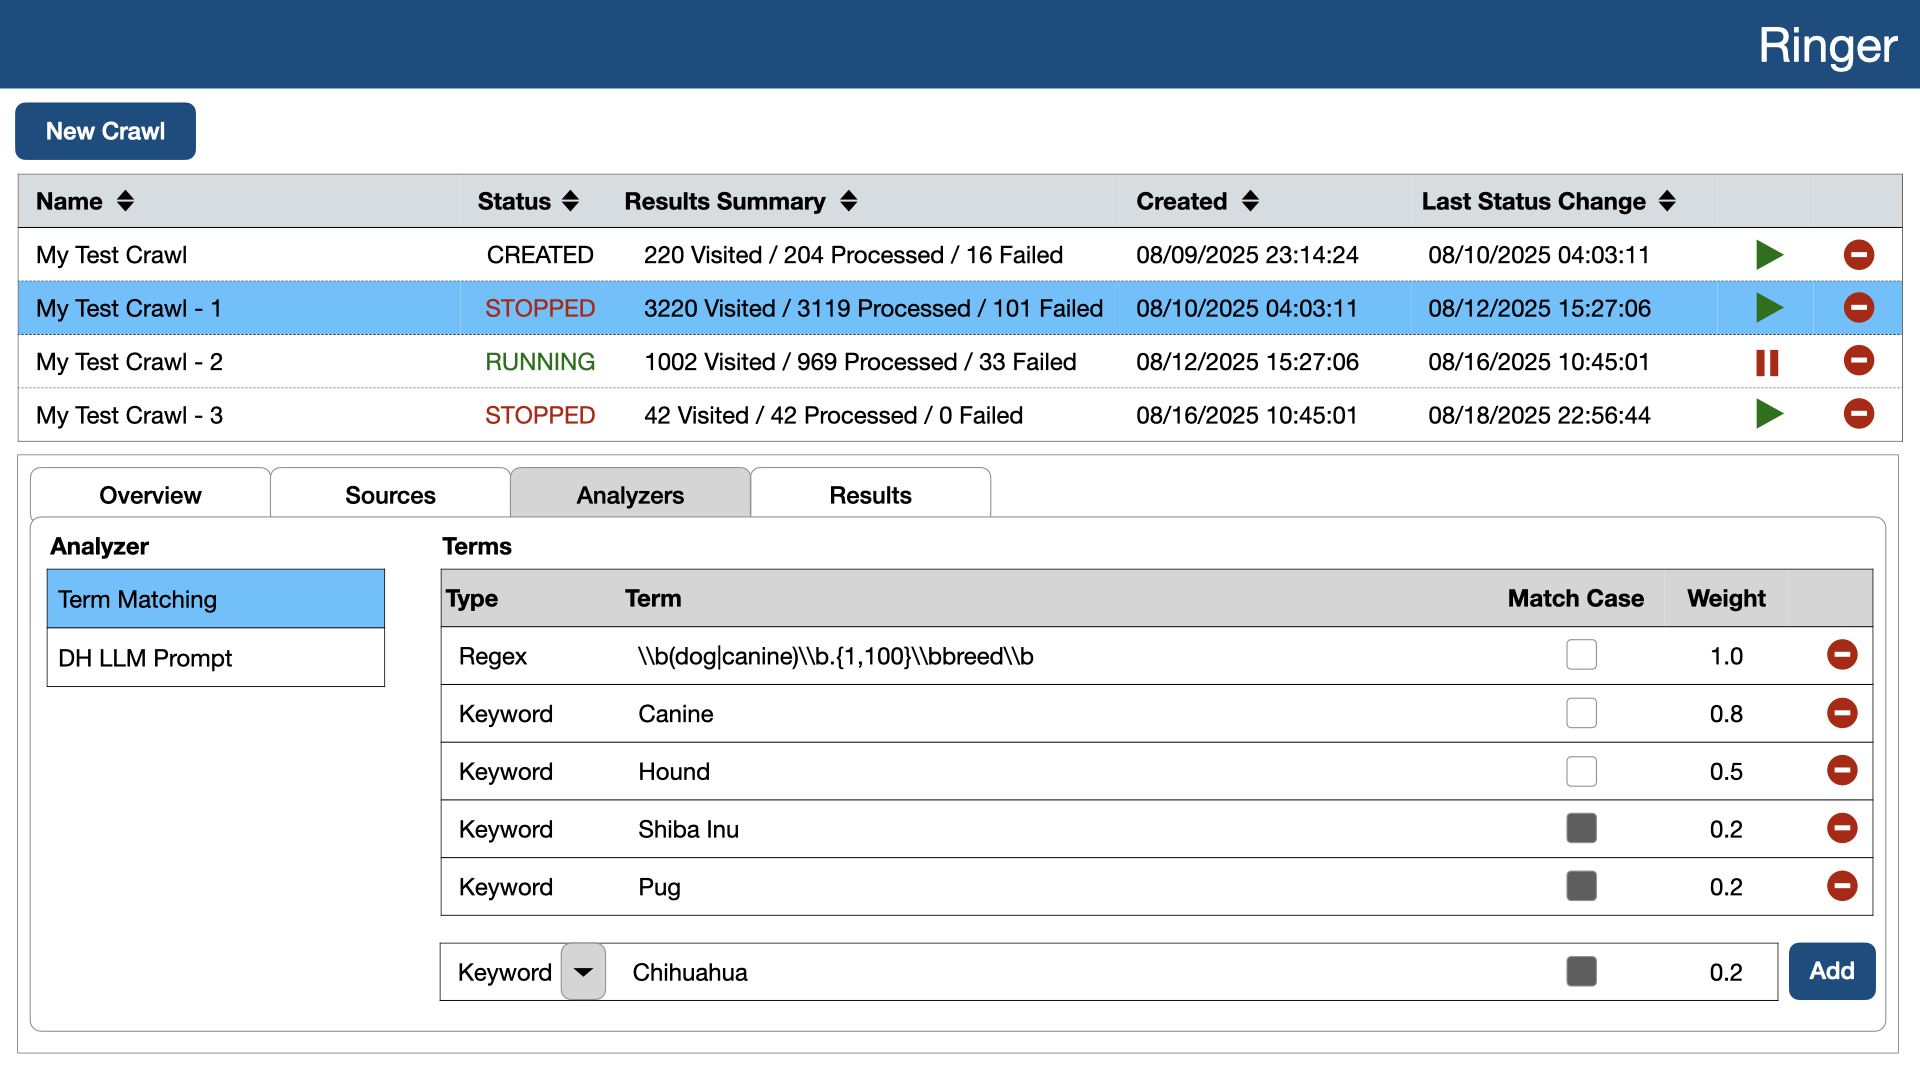 Ringer
New Crawl
Name Status Results Summary Created Last Status Change
My Test Crawl CREATED 220 Visited / 204 Processed / 16 Failed 08/09/2025 23:14:24 08/10/2025 04:03:11
My Test Crawl - 1 STOPPED 3220 Visited / 3119 Processed / 101 Failed 08/10/2025 04:03:11 08/12/2025 15:27:06
My Test Crawl - 2 RUNNING 1002 Visited / 969 Processed / 33 Failed 08/12/2025 15:27:06 08/16/2025 10:45:01
My Test Crawl - 3 STOPPED 42 Visited / 42 Processed / 0 Failed 08/16/2025 10:45:01 08/18/2025 22:56:44
Overview Sources Analyzers Results
Analyzer
Term Matching
DH LLM Prompt
Terms
Type Term Match Case Weight
Regex \\b(dog|canine)\\b.{1,100}\\bbreed\\b 1.0
Keyword Canine 0.8
Keyword Hound 0.5
Keyword Shiba Inu 0.2
Keyword Pug 0.2
Keyword Chihuahua 0.2 Add